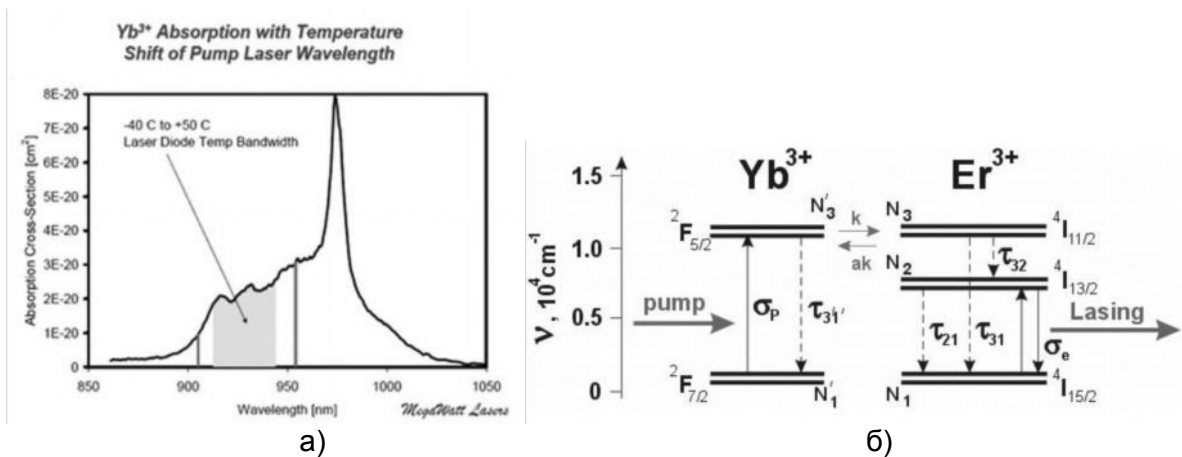 Yb³⁺ Absorption with Temperature
Shift of Pump Laser Wavelength
8E-20
7E-20
6E-20
5E-20
4E-20
3E-20
2E-20
1E-20
0
Absorption Cross-Section [cm²]
-40 C to +50 C
Laser Diode Temp Bandwidth
850
900
950
1000
1050
Wavelength [nm]
MegaWatt Lasers
а)
ν, 10⁴cm⁻¹
1.5
1.0
0.5
0
Yb³⁺
Er³⁺
²F₅/₂
N₃'
k
ak
N₃
⁴I₁₁/₂
τ₃₂
N₂
⁴I₁₃/₂
pump
σₚ
τ₃'₁'
τ₂₁
τ₃₁
σₑ
Lasing
²F₇/₂
N₁'
N₁
⁴I₁₅/₂
б)